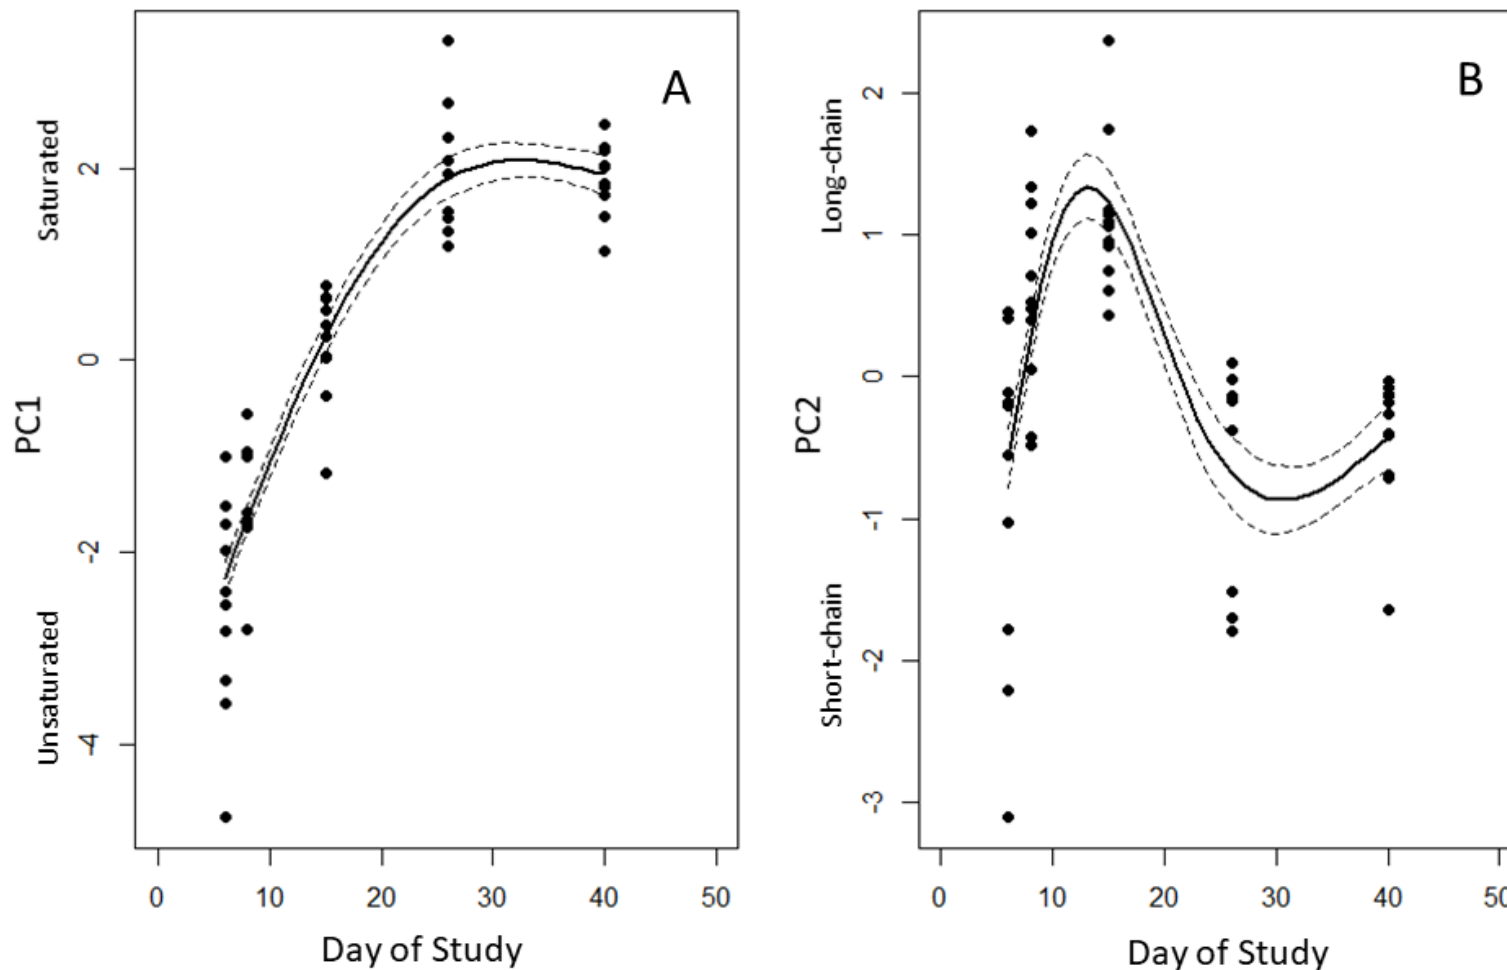 A
Saturated
Unsaturated
PC1
2
0
-2
-4
0 10 20 30 40 50
Day of Study
B
Long-chain
Short-chain
PC2
2
1
0
-1
-2
-3
0 10 20 30 40 50
Day of Study